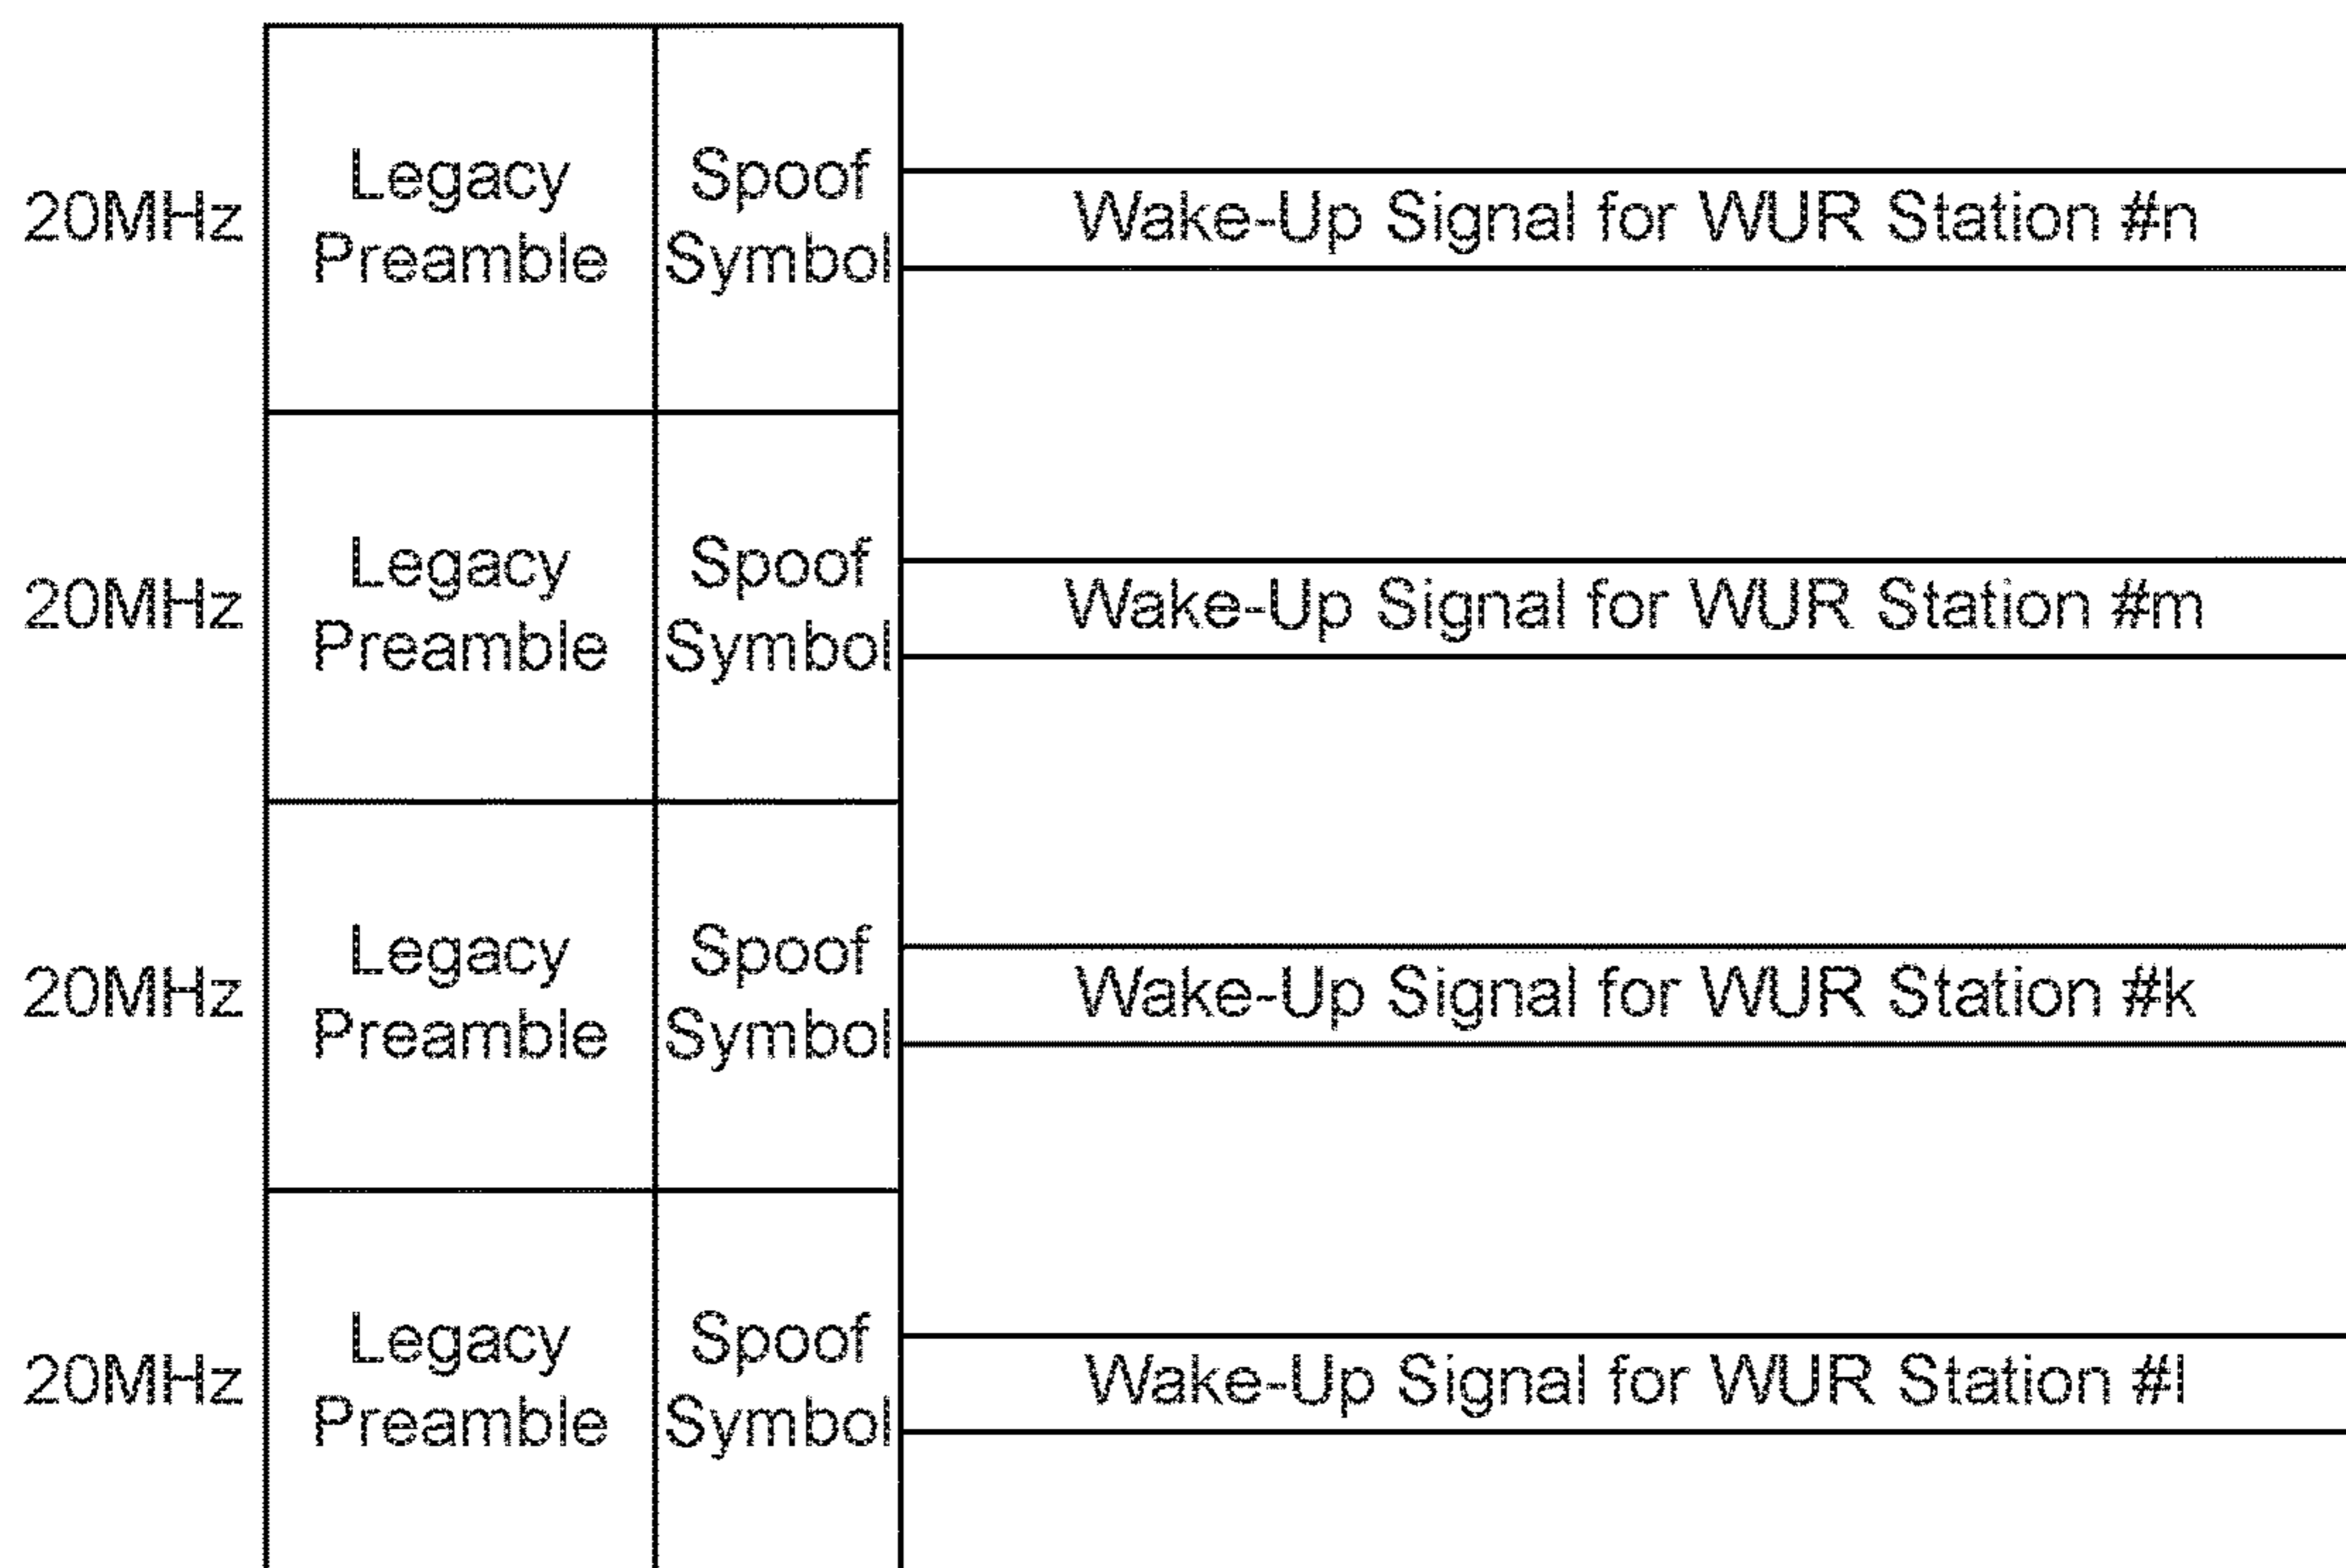 20MHz
Legacy
Preamble
Spoof
Symbol
Wake-Up Signal for WUR Station #n
20MHz
Legacy
Preamble
Spoof
Symbol
Wake-Up Signal for WUR Station #m
20MHz
Legacy
Preamble
Spoof
Symbol
Wake-Up Signal for WUR Station #k
20MHz
Legacy
Preamble
Spoof
Symbol
Wake-Up Signal for WUR Station #l